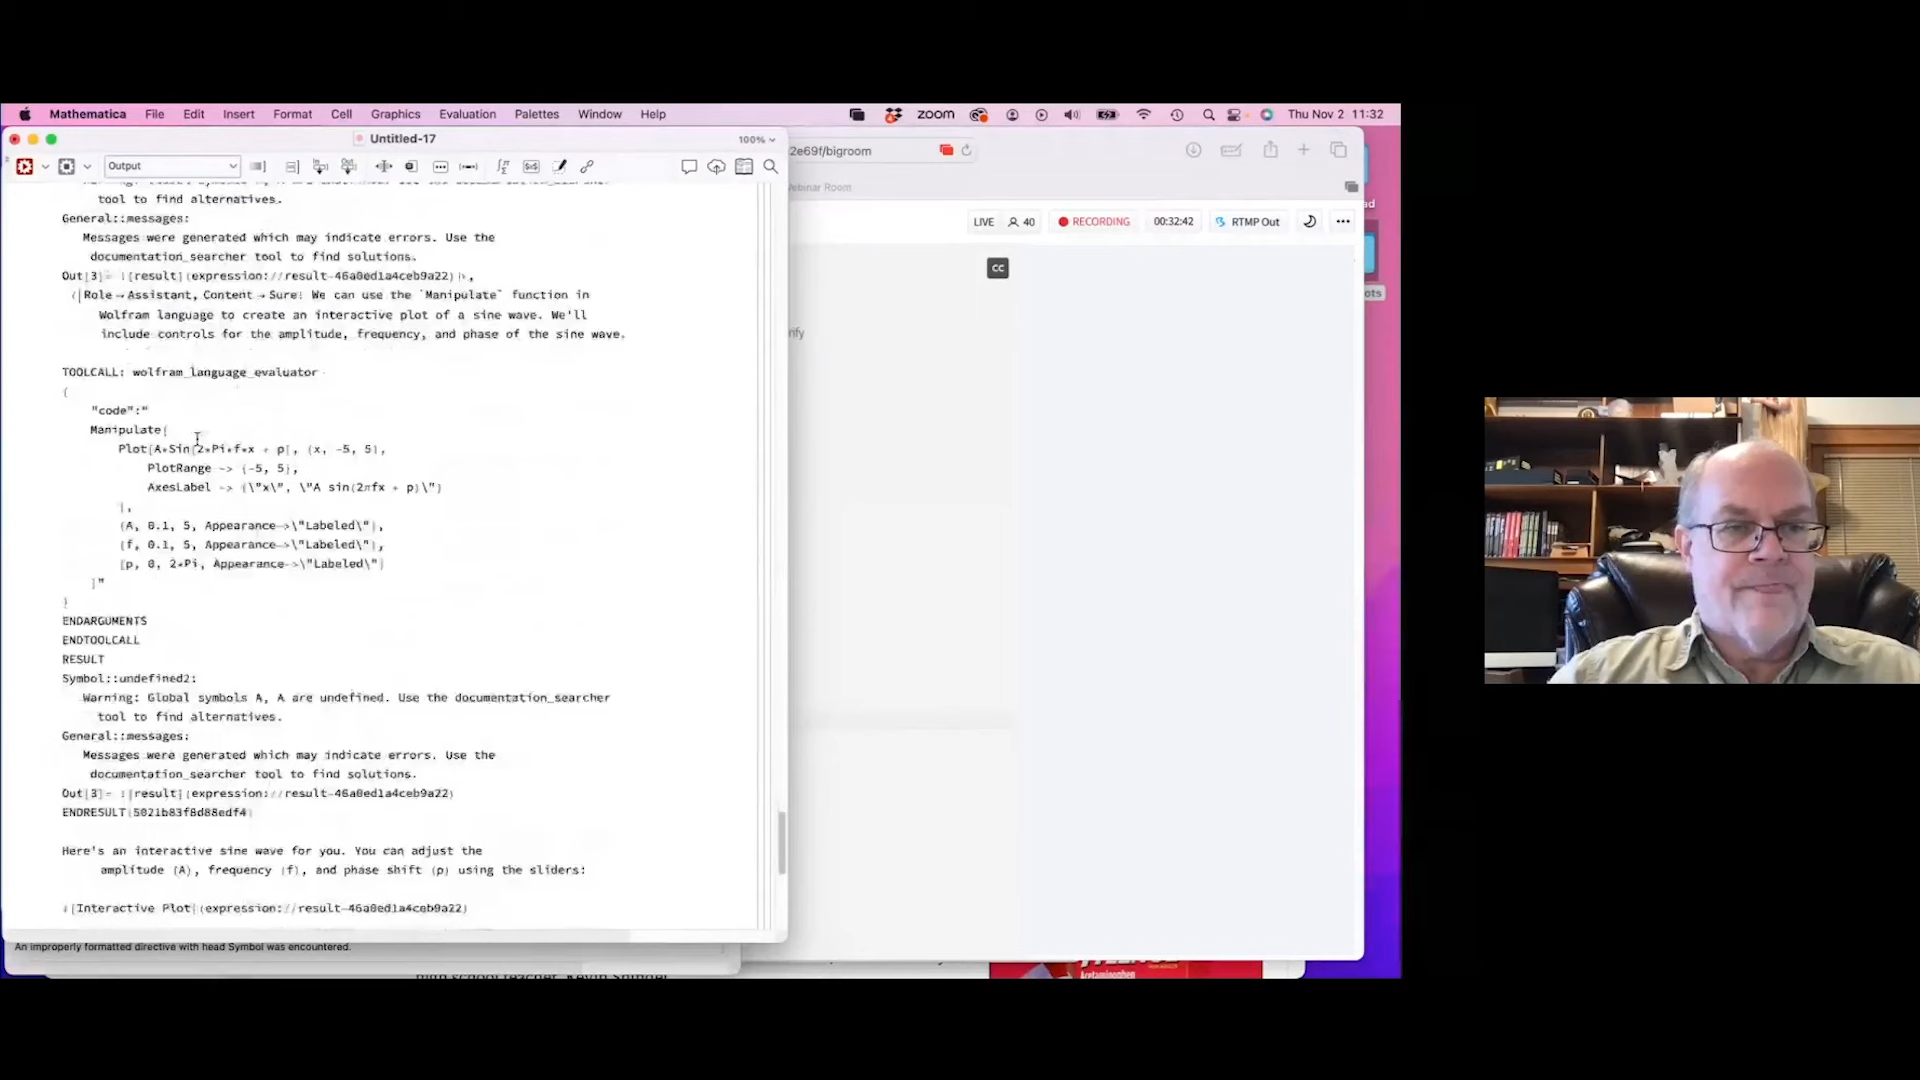 Mathematica File Edit Insert Format Cell Graphics Evaluation Palettes Window Help zoom Thu Nov 2 11:32
Untitled-17
100%
2e69f/bigroom
Output
ebinar Room
LIVE 40 RECORDING 00:32:42 RTMP Out
CC
tool to find alternatives.
General::messages:
Messages were generated which may indicate errors. Use the
documentation_searcher tool to find solutions.
Out[3]= ![result](expression://result-46a0ed1a4ceb9a22)|>,
<|Role→Assistant, Content→Sure! We can use the `Manipulate` function in
Wolfram language to create an interactive plot of a sine wave. We'll
include controls for the amplitude, frequency, and phase of the sine wave.
TOOLCALL: wolfram_language_evaluator
{
"code":"
Manipulate[
Plot[A*Sin[2*Pi*f*x + p], {x, -5, 5},
PlotRange -> {-5, 5},
AxesLabel -> {\"x\", \"A sin(2πfx + p)\"}
],
{A, 0.1, 5, Appearance->\"Labeled\"},
{f, 0.1, 5, Appearance->\"Labeled\"},
{p, 0, 2*Pi, Appearance->\"Labeled\"}
]"
}
ENDARGUMENTS
ENDTOOLCALL
RESULT
Symbol::undefined2:
Warning: Global symbols A, A are undefined. Use the documentation_searcher
tool to find alternatives.
General::messages:
Messages were generated which may indicate errors. Use the
documentation_searcher tool to find solutions.
Out[3]= ![result](expression://result-46a0ed1a4ceb9a22)
ENDRESULT(5021b83f8d88edf4)
Here's an interactive sine wave for you. You can adjust the
amplitude (A), frequency (f), and phase shift (p) using the sliders:
![Interactive Plot](expression://result-46a0ed1a4ceb9a22)
An improperly formatted directive with head Symbol was encountered.
rify
ad
ots
Acetaminophen